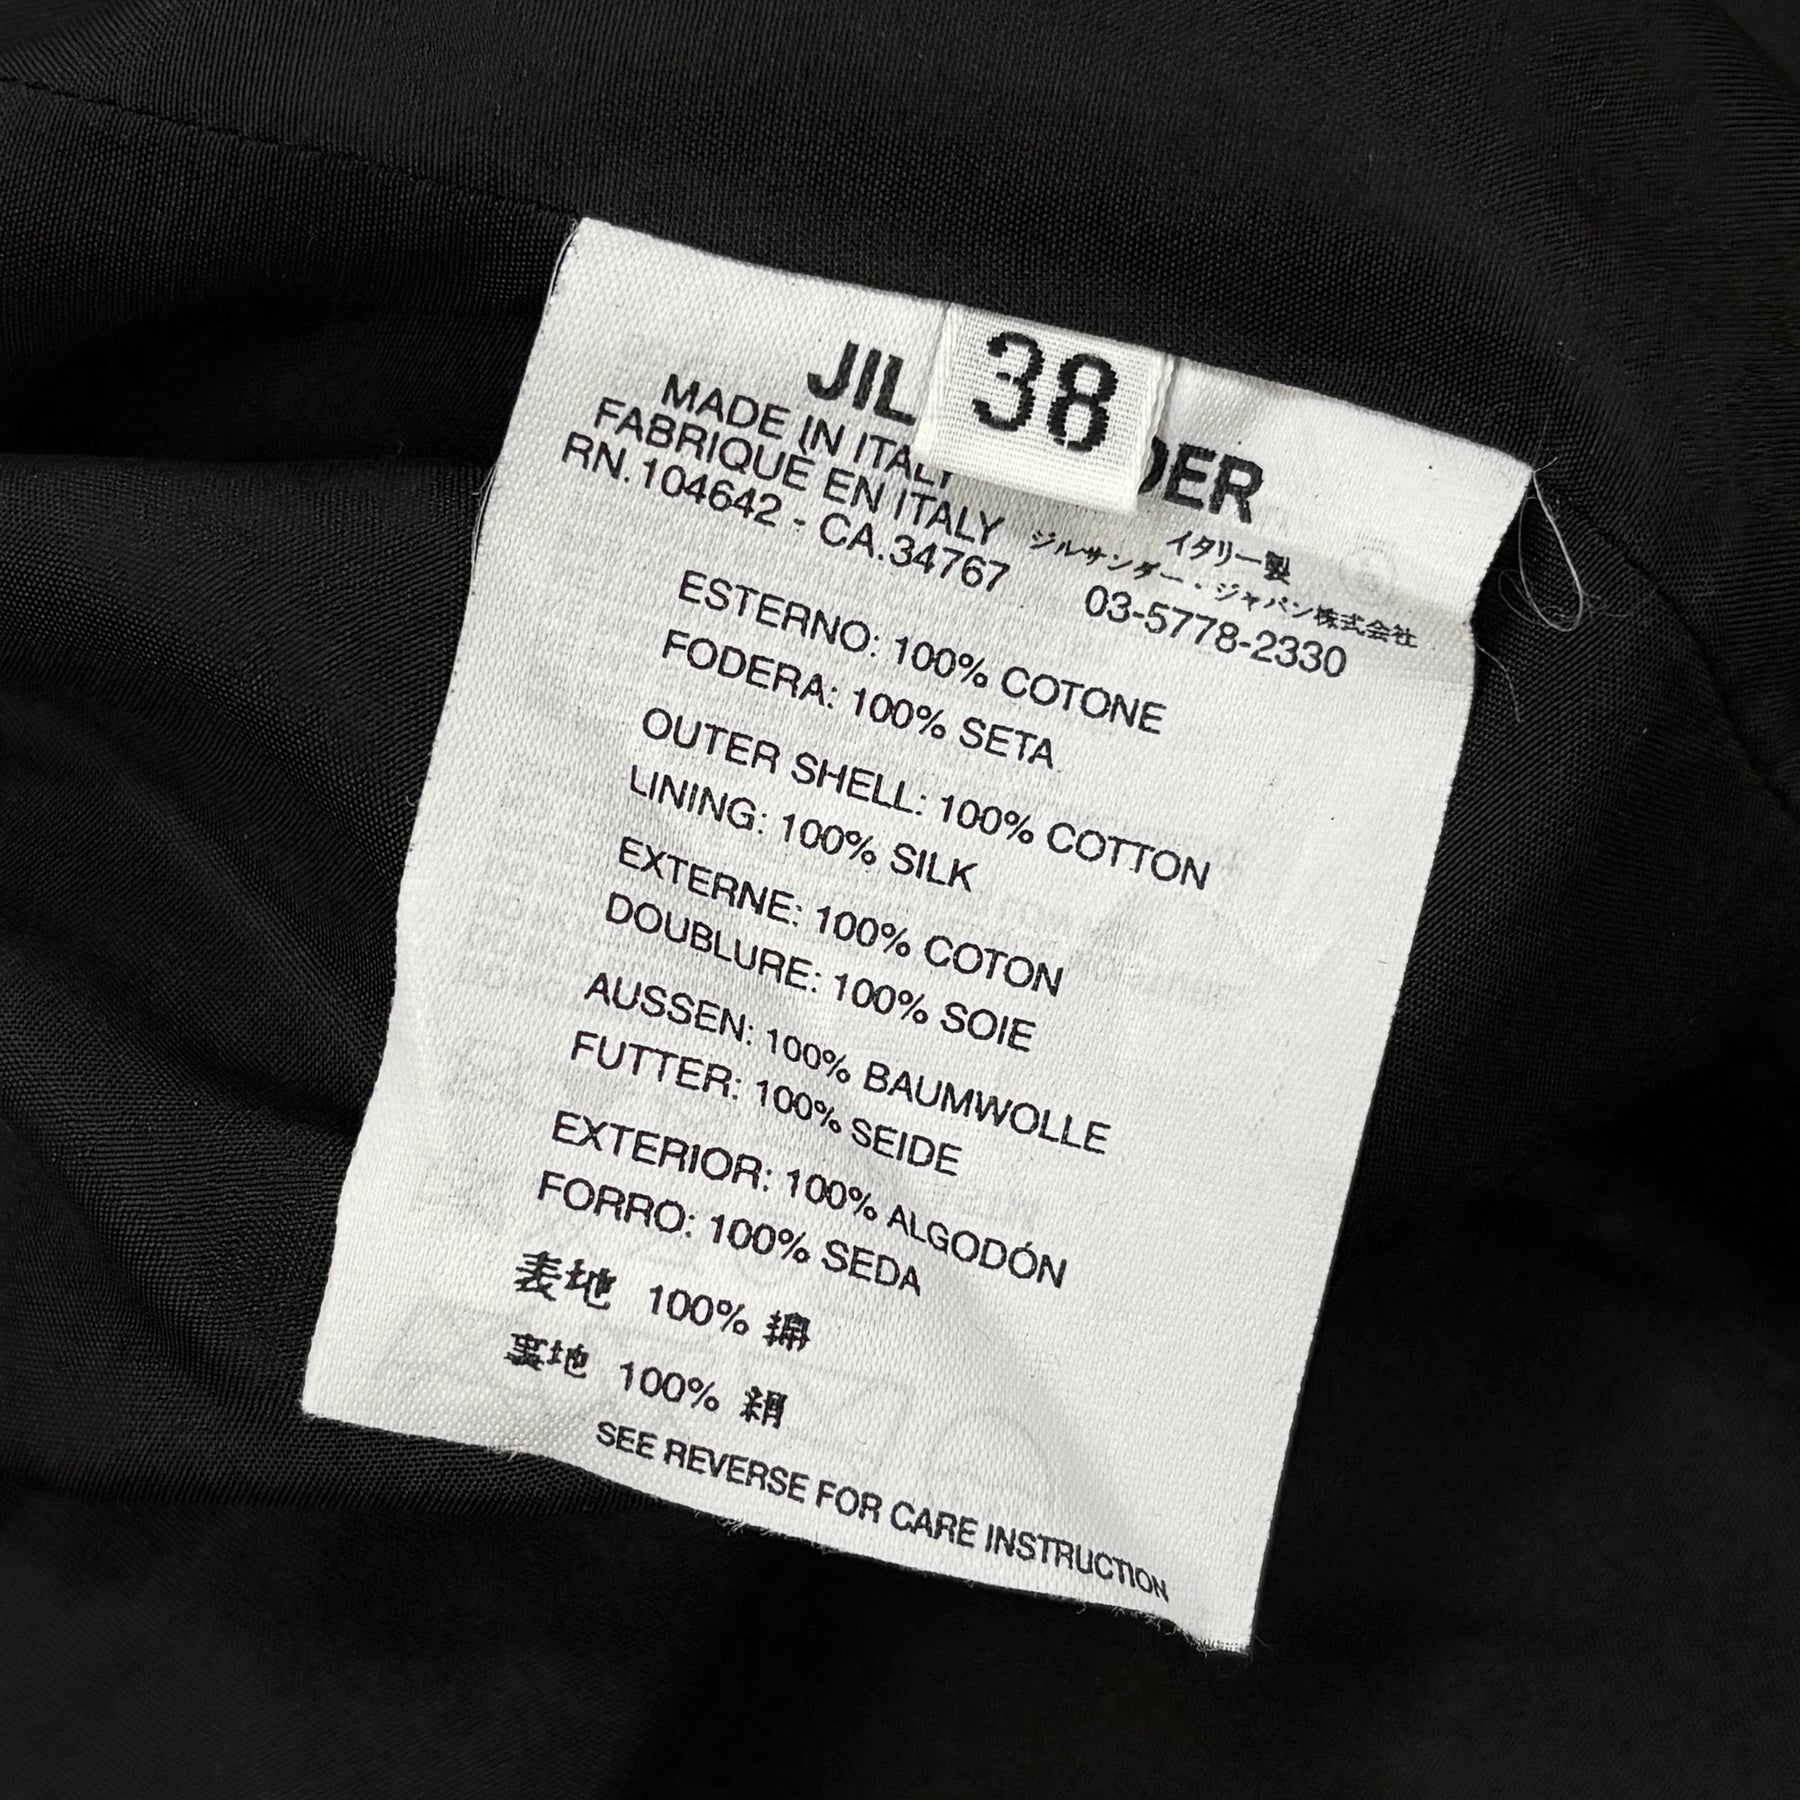 38
JIL DER
MADE IN ITALY
FABRIQUÉ EN ITALY
RN.104642 - CA.34767
イタリー製
ジルサンダー・ジャパン株式会社
03-5778-2330
ESTERNO: 100% COTONE
FODERA: 100% SETA
OUTER SHELL: 100% COTTON
LINING: 100% SILK
EXTERNE: 100% COTON
DOUBLURE: 100% SOIE
AUSSEN: 100% BAUMWOLLE
FUTTER: 100% SEIDE
EXTERIOR: 100% ALGODÓN
FORRO: 100% SEDA
表地 100% 綿
裏地 100% 絹
SEE REVERSE FOR CARE INSTRUCTION